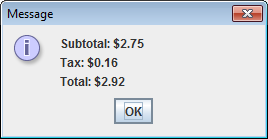 Message
Subtotal: $2.75
Tax: $0.16
Total: $2.92
OK